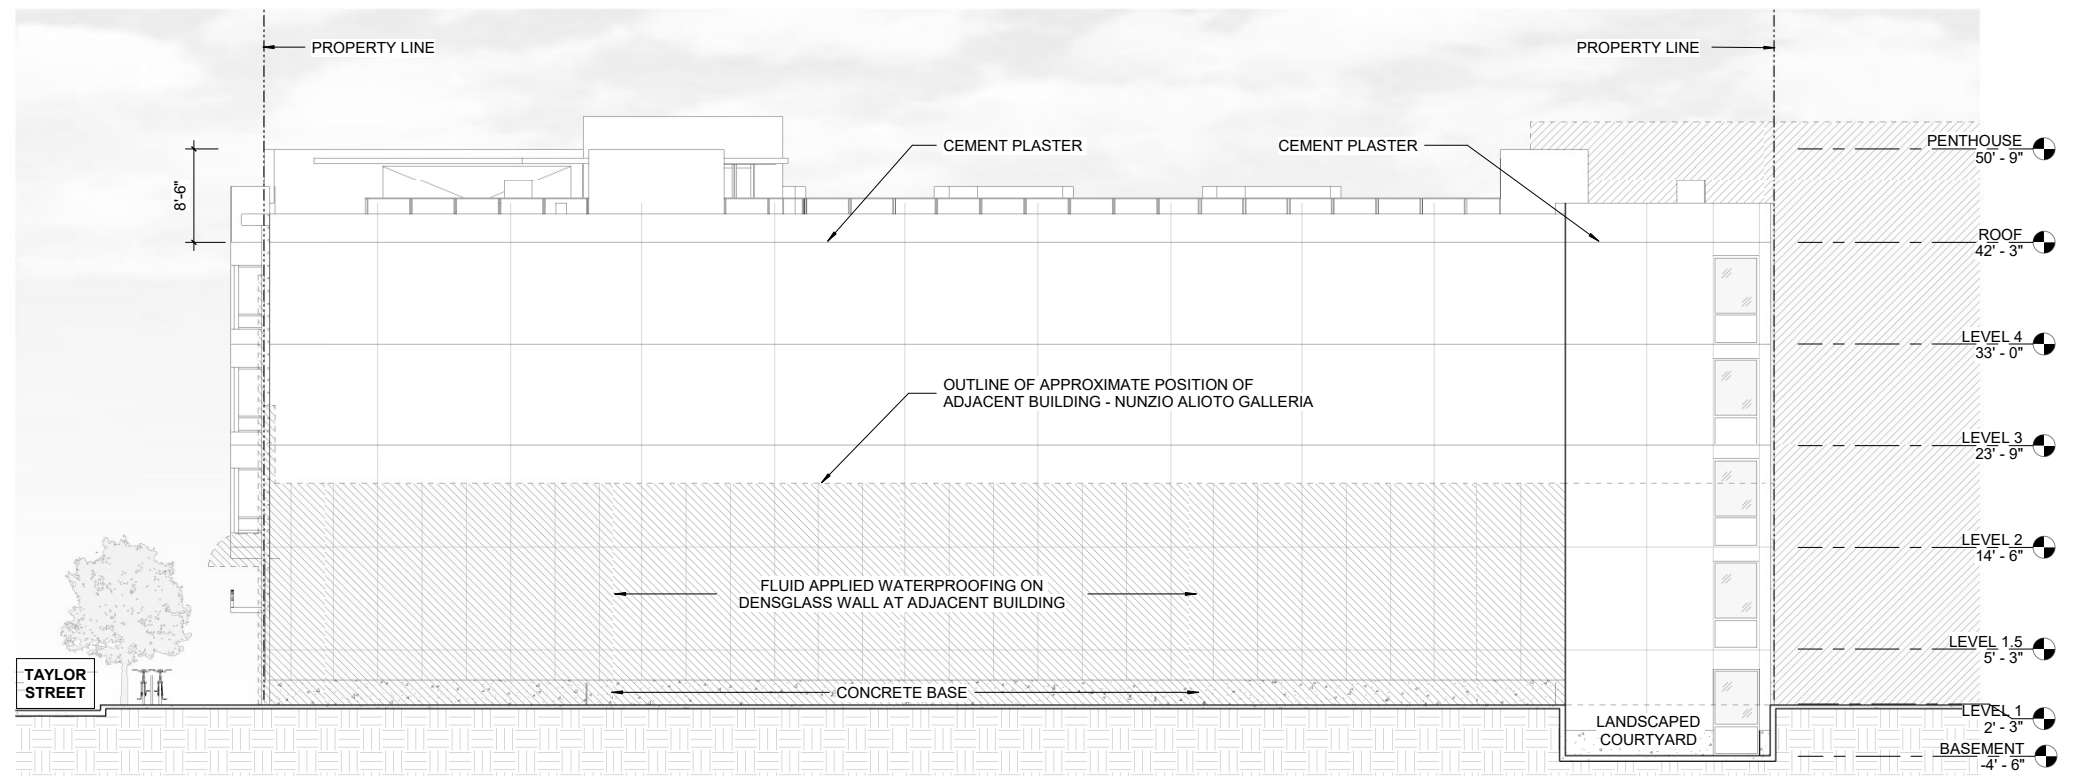 PROPERTY LINE
PROPERTY LINE
CEMENT PLASTER
CEMENT PLASTER
PENTHOUSE
50' - 9"
8'-6"
ROOF
42' - 3"
LEVEL 4
33' - 0"
OUTLINE OF APPROXIMATE POSITION OF
ADJACENT BUILDING - NUNZIO ALIOTO GALLERIA
LEVEL 3
23' - 9"
LEVEL 2
14' - 6"
FLUID APPLIED WATERPROOFING ON
DENSGLASS WALL AT ADJACENT BUILDING
LEVEL 1.5
5' - 3"
TAYLOR
STREET
CONCRETE BASE
LEVEL 1
2' - 3"
LANDSCAPED
COURTYARD
BASEMENT
-4' - 6"